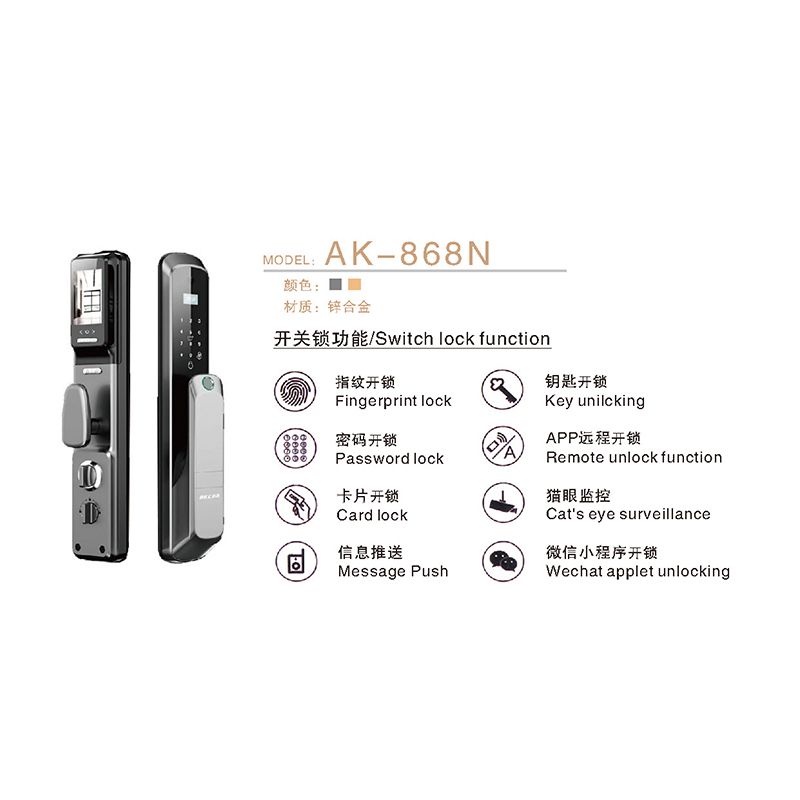 MODEL: AK-868N
颜色:
材质: 锌合盒
开关锁功能/Switch lock function
指纹开锁
Fingerprint lock
钥匙开锁
Key unilcking
密码开锁
Password lock
APP远程开锁
Remote unlock function
卡片开锁
Card lock
猫眼监控
Cat's eye surveillance
信息推送
Message Push
微信小程序开锁
Wechat applet unlocking